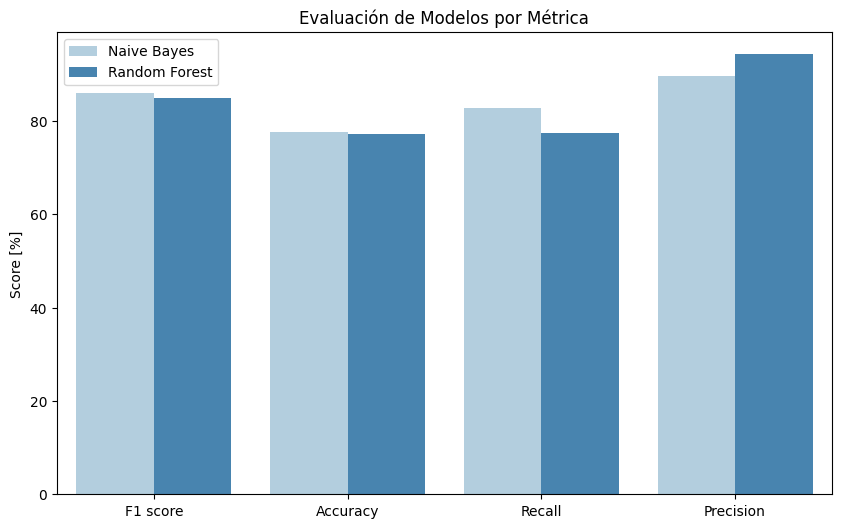 Evaluación de Modelos por Métrica
Naive Bayes
Random Forest
Score [%]
80
60
40
20
0
F1 score
Accuracy
Recall
Precision